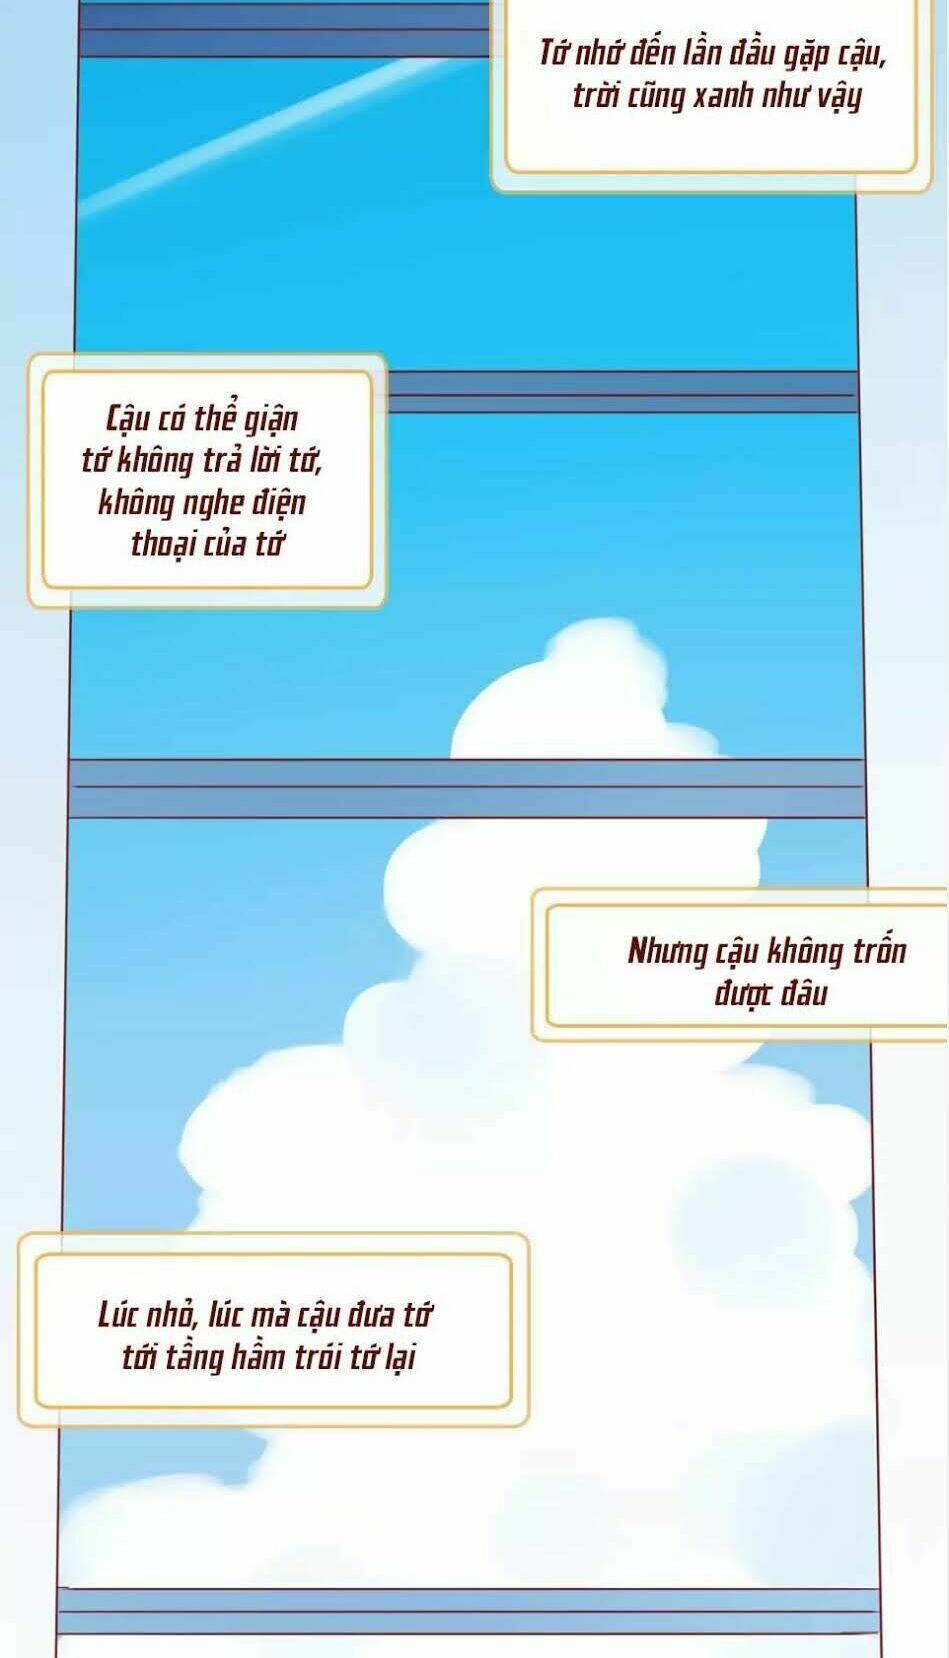 Tớ nhớ đến lần đầu gặp cậu,
trời cũng xanh như vậy
Cậu có thể giận
tớ không trả lời tớ,
không nghe điện
thoại của tớ
Nhưng cậu không trốn
được đâu
Lúc nhỏ, lúc mà cậu đưa tớ
tới tầng hầm trói tớ lại